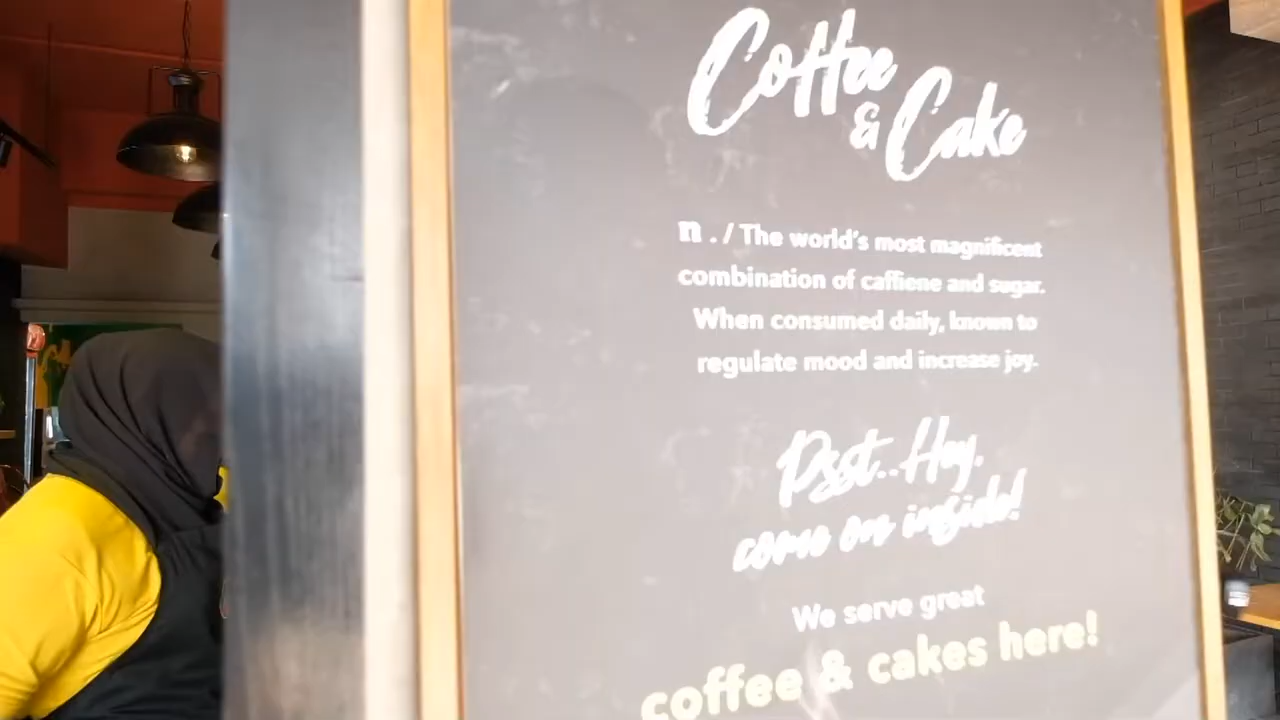 Coffee
& Cake
n. / The world's most magnificent
combination of caffiene and sugar.
When consumed daily, known to
regulate mood and increase joy.
Psst.. Hey,
come on inside!
We serve great
coffee & cakes here!